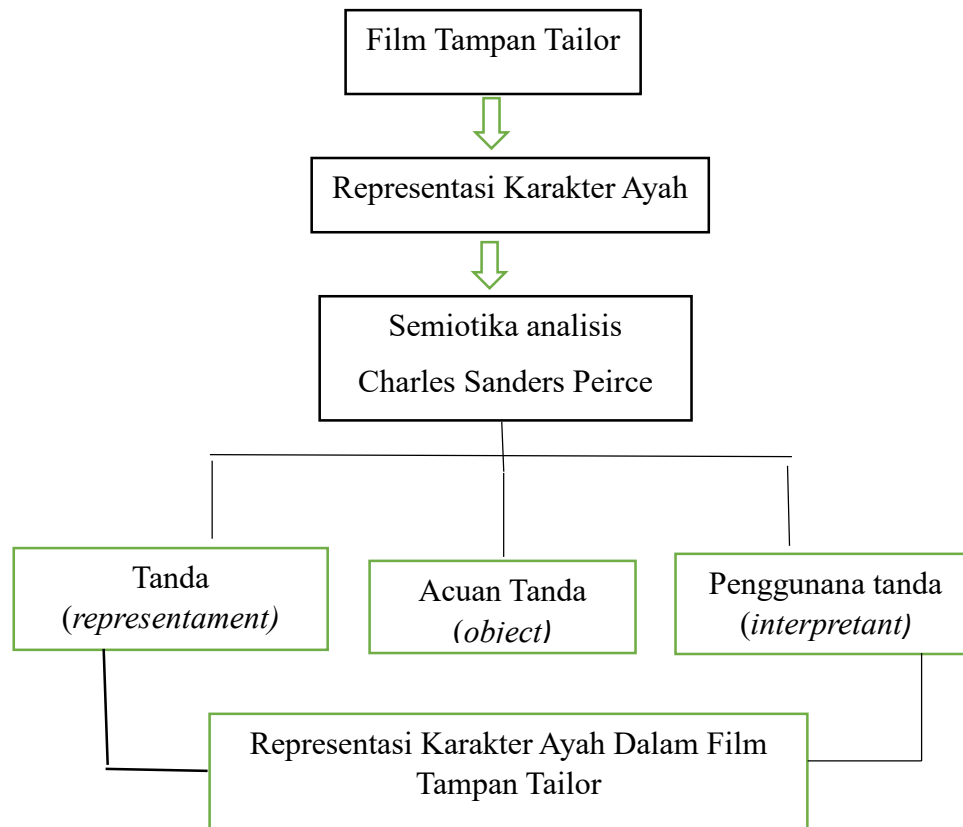 Film Tampan Tailor
Representasi Karakter Ayah
Semiotika analisis
Charles Sanders Peirce
Tanda
(representament)
Acuan Tanda
(object)
Penggunana tanda
(interpretant)
Representasi Karakter Ayah Dalam Film
Tampan Tailor